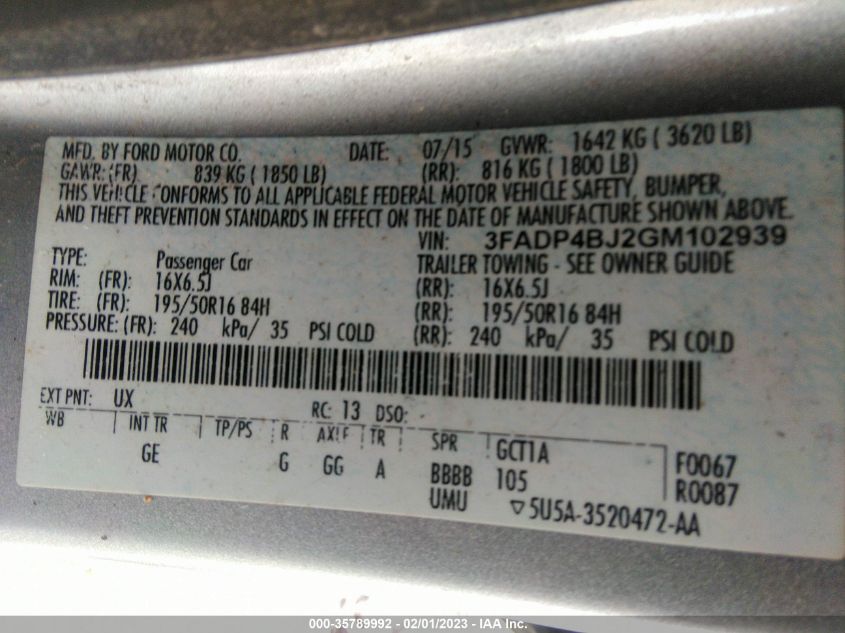 MFD. BY FORD MOTOR CO. DATE: 07/15 GVWR: 1642 KG ( 3620 LB)
GAWR: (FR) 839 KG ( 1850 LB) (RR): 816 KG ( 1800 LB)
THIS VEHICLE CONFORMS TO ALL APPLICABLE FEDERAL MOTOR VEHICLE SAFETY, BUMPER,
AND THEFT PREVENTION STANDARDS IN EFFECT ON THE DATE OF MANUFACTURE SHOWN ABOVE.
VIN: 3FADP4BJ2GM102939
TYPE: Passenger Car TRAILER TOWING - SEE OWNER GUIDE
RIM: (FR): 16X6.5J (RR): 16X6.5J
TIRE: (FR): 195/50R16 84H (RR): 195/50R16 84H
PRESSURE: (FR): 240 kPa/ 35 PSI COLD (RR): 240 kPa/ 35 PSI COLD
EXT PNT: UX RC: 13 DSO:
WB INT TR TP/PS R AXLE TR SPR GCT1A F0067
GE G GG A BBBB 105 R0087
UMU ▽5U5A-3520472-AA
000-35789992 - 02/01/2023 - IAA Inc.